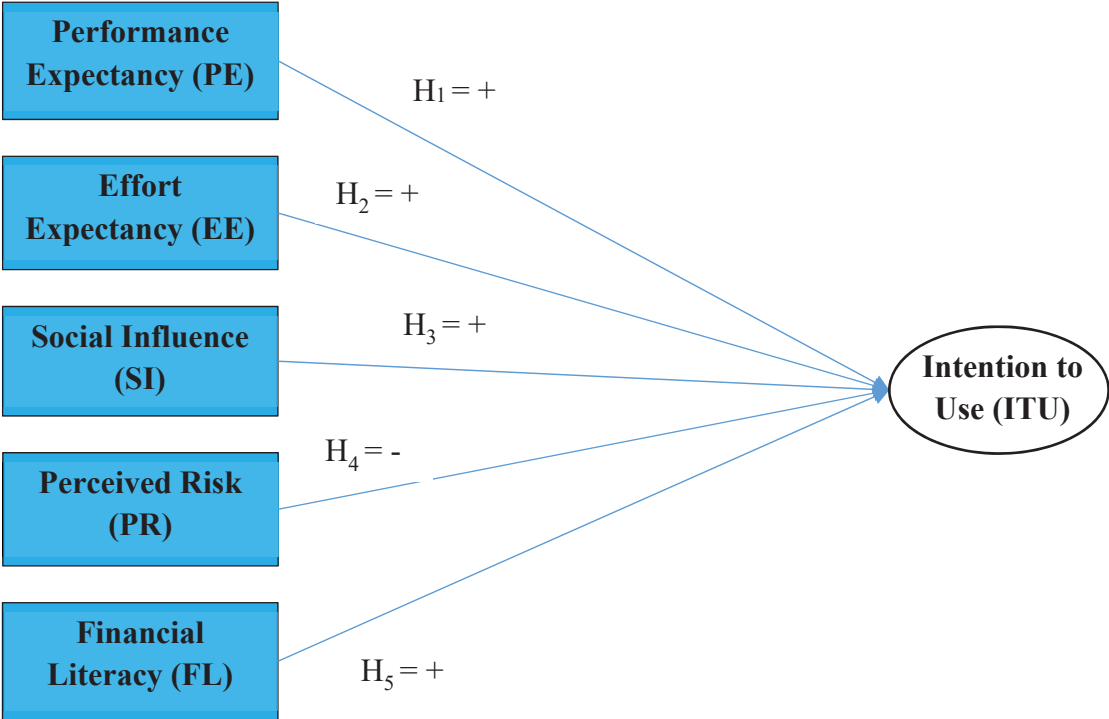 Performance
Expectancy (PE)
H1 = +
Effort
Expectancy (EE)
H2 = +
Social Influence
(SI)
H3 = +
Intention to
Use (ITU)
H4 = -
Perceived Risk
(PR)
Financial
Literacy (FL)
H5 = +